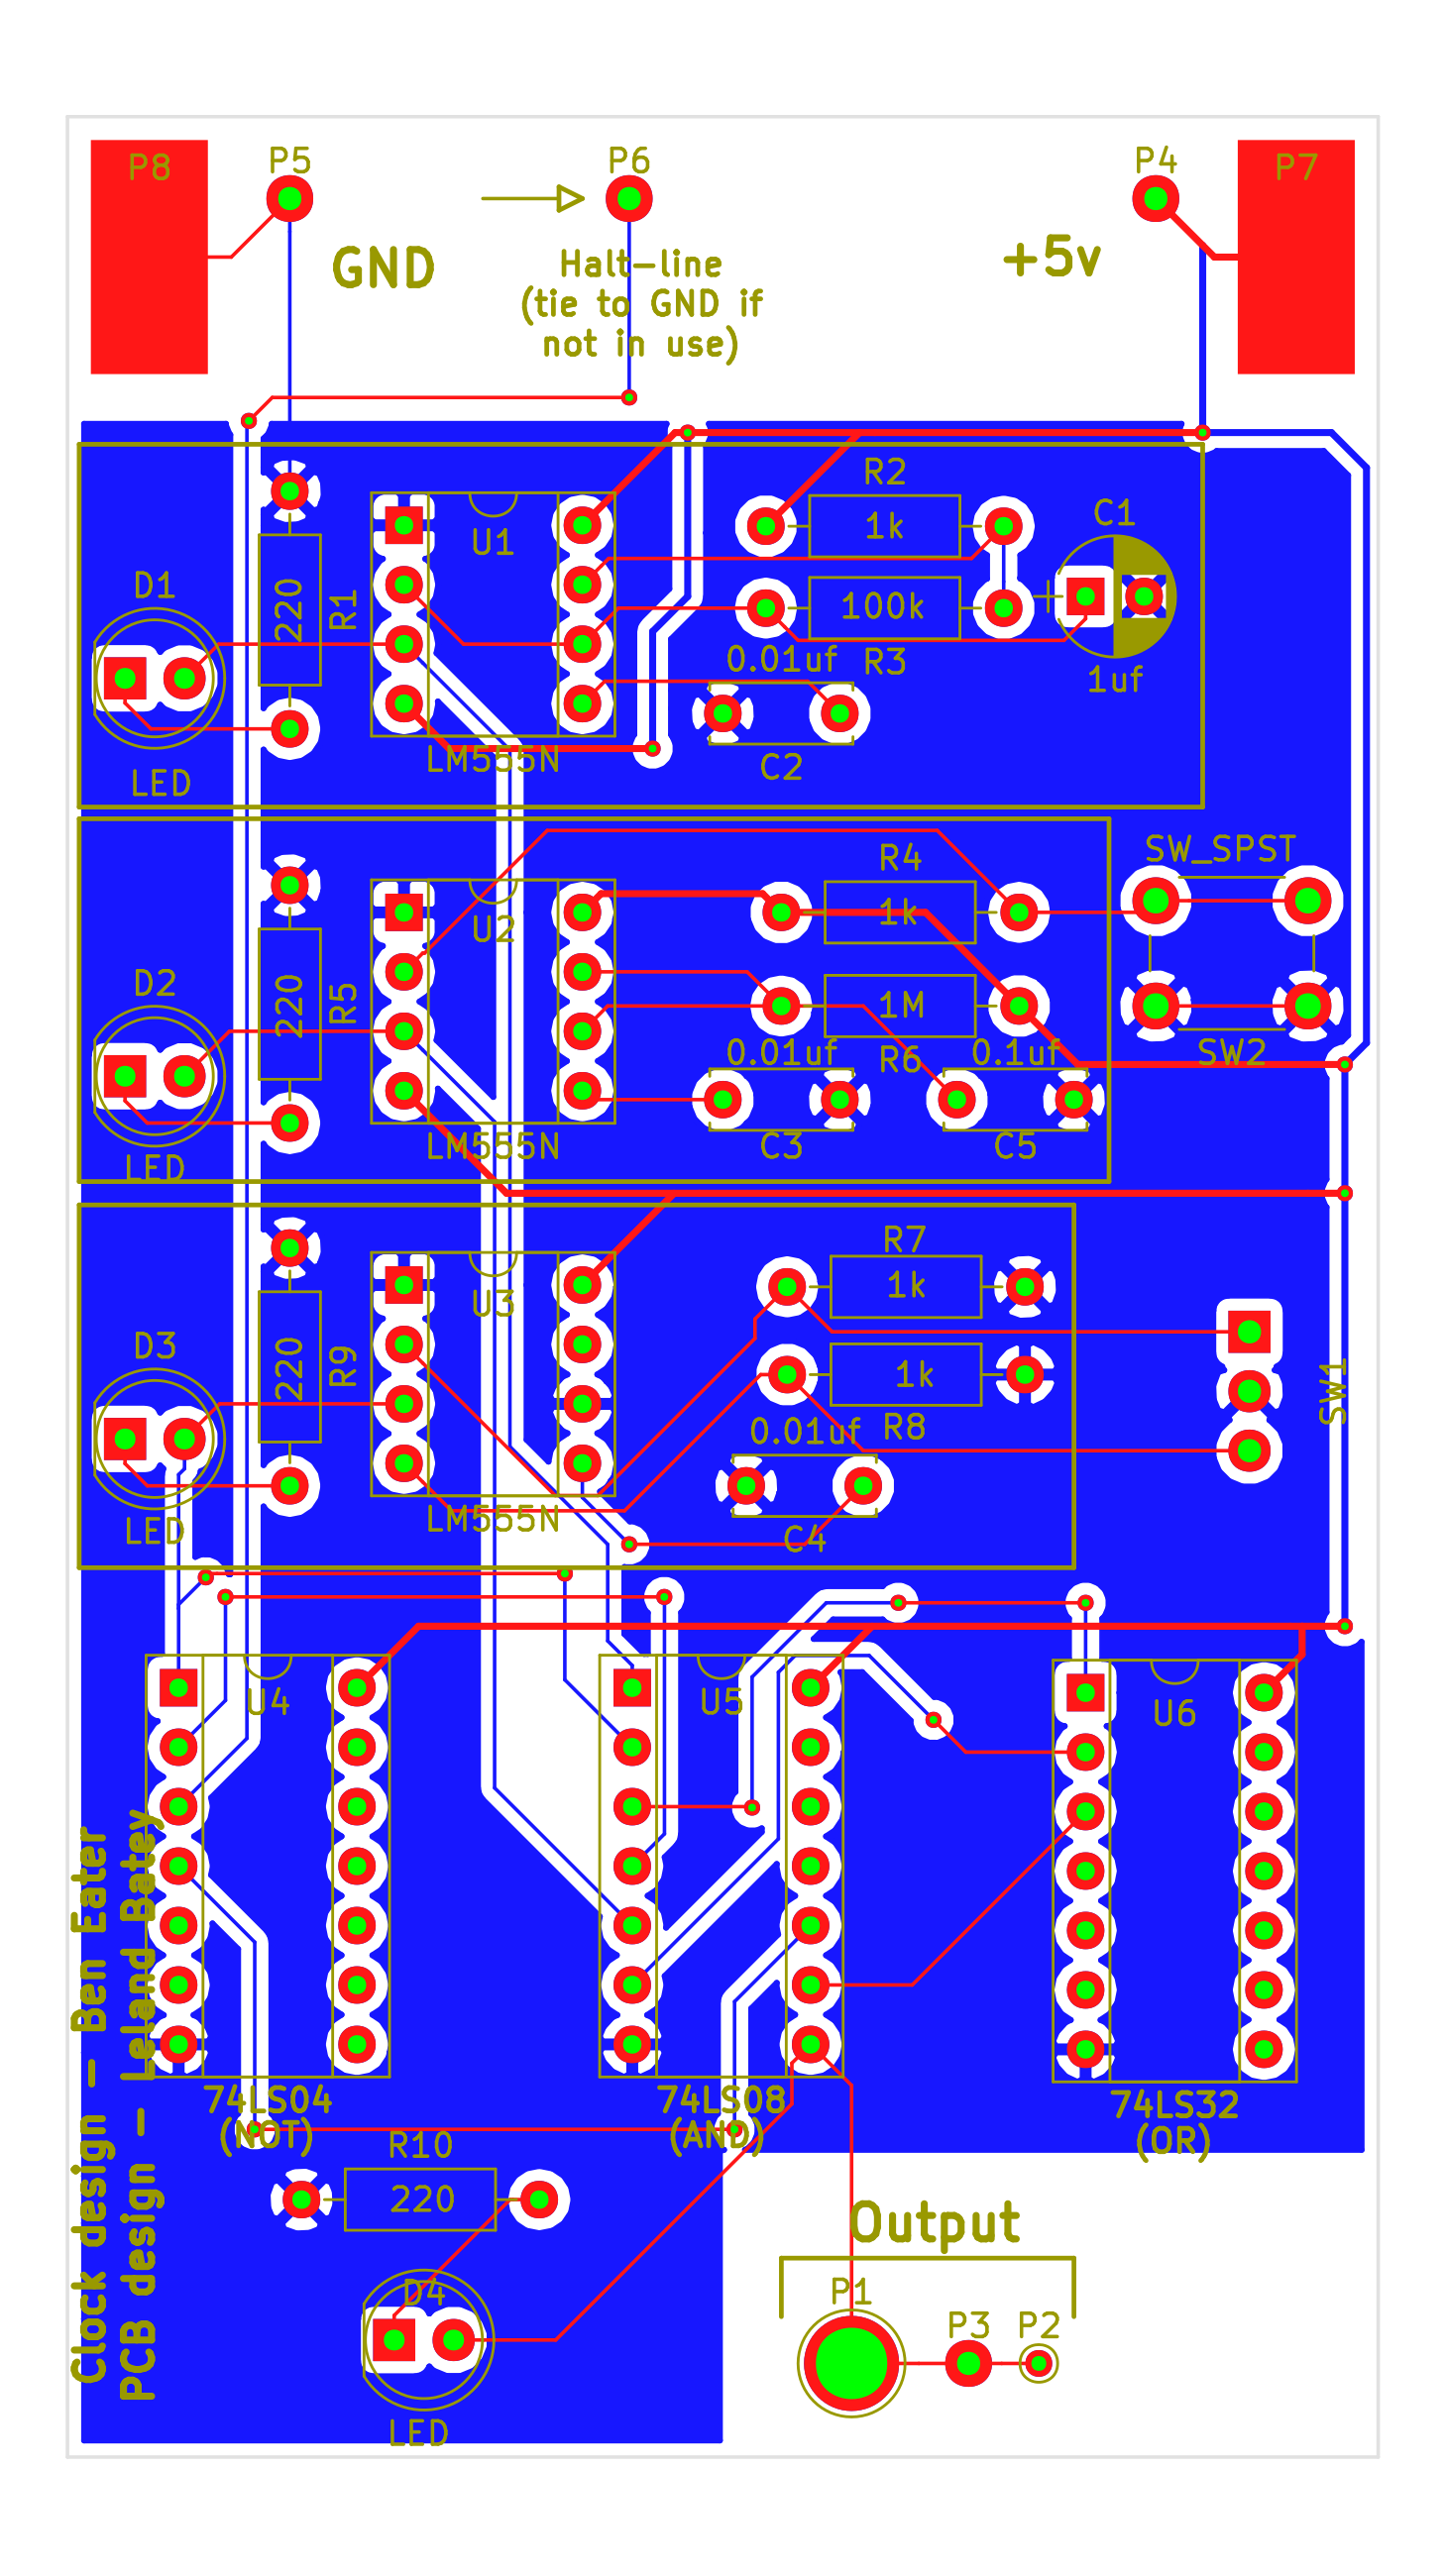 P8
P5
P6
P4
P7
GND
Halt-line
(tie to GND if
not in use)
+5v
R2
1k
C1
U1
D1
220
R1
100k
0.01uf
R3
1uf
LED
LM555N
C2
SW_SPST
R4
1k
U2
D2
220
R5
1M
0.01uf
0.1uf
R6
SW2
LED
LM555N
C3
C5
R7
1k
U3
D3
220
R9
1k
SW1
0.01uf
R8
LED
LM555N
C4
U4
U5
U6
Clock design - Ben Eater
PCB design - Leland Batey
74LS04
(NOT)
74LS08
(AND)
74LS32
(OR)
R10
220
Output
D4
P1
P3
P2
LED